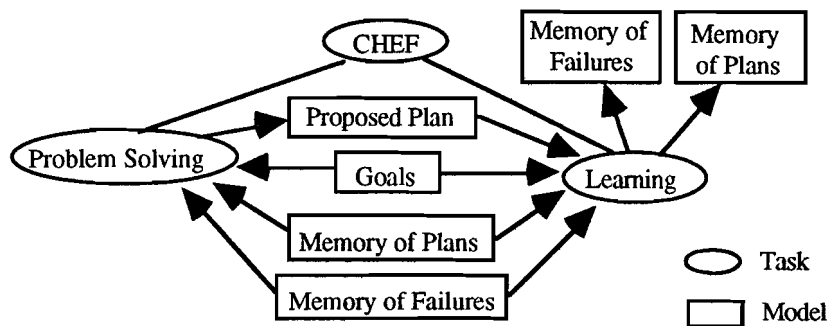 CHEF
Memory of
Failures
Memory
of Plans
Proposed Plan
Problem Solving
Goals
Learning
Memory of Plans
Memory of Failures
Task
Model